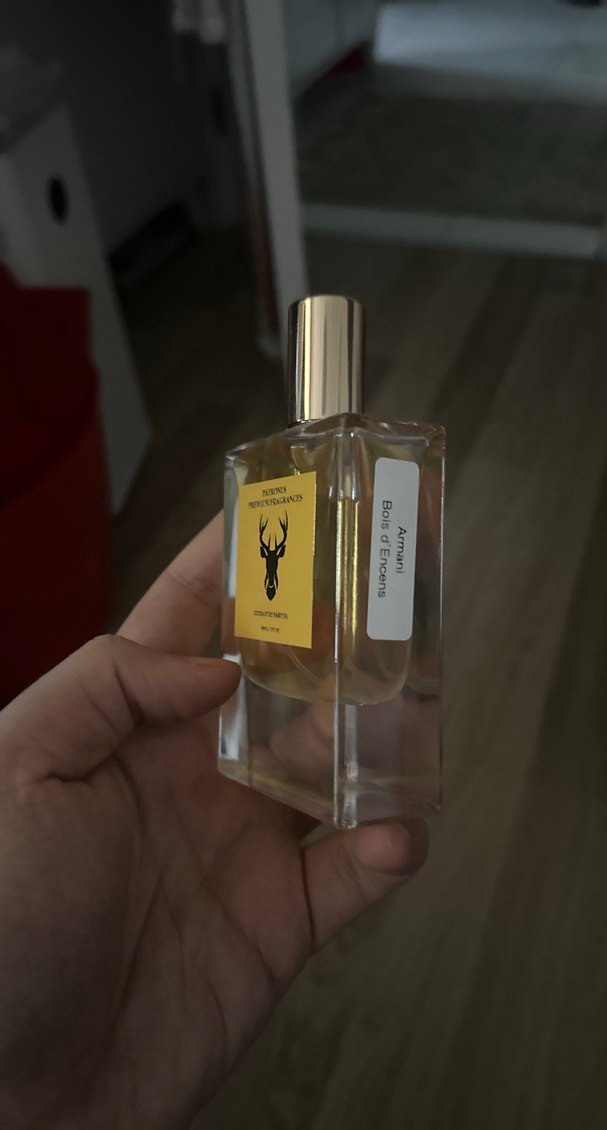 PATRONUS
PREMIUM FRAGRANCES
EXTRAIT DE PARFUM
Armani
Bois d'Encens